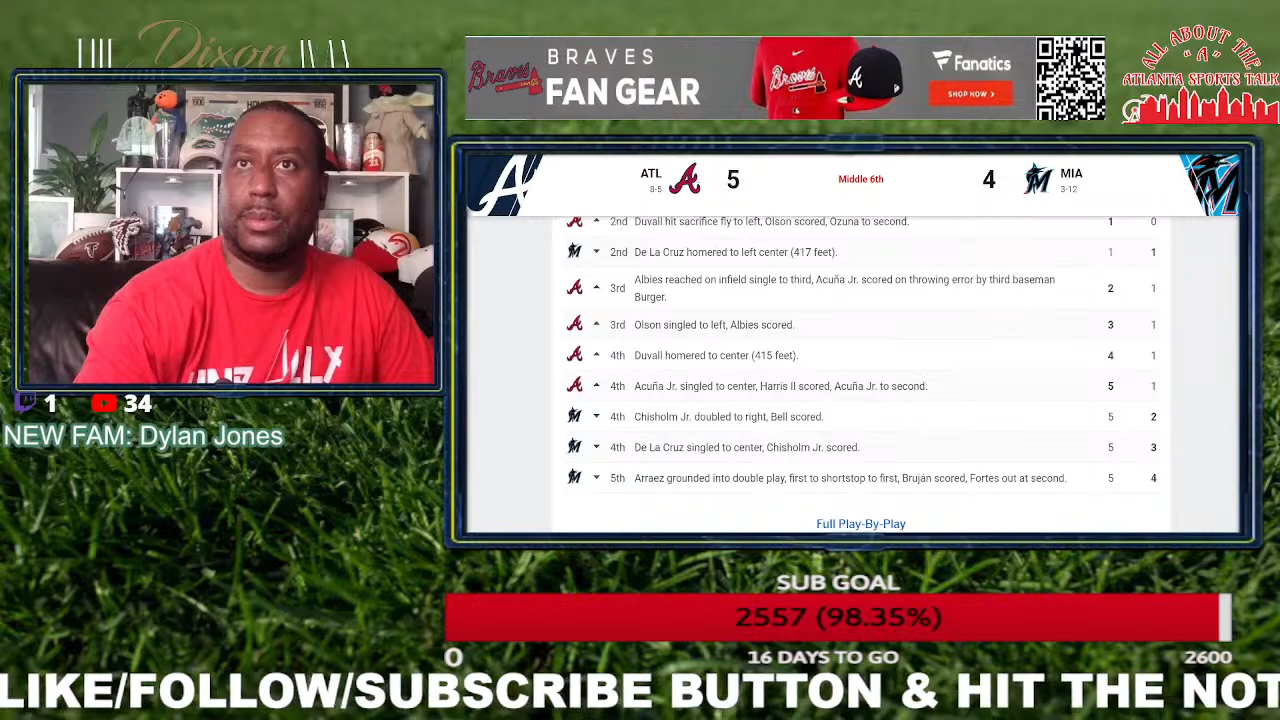 Dixon
BRAVES
FAN GEAR
Braves
Braves
Fanatics
SHOP NOW >
ALL ABOUT THE
"A"
ATLANTA SPORTS TALK
1906
ATL
8-5
5
Middle 6th
4
MIA
3-12
2nd Duvall hit sacrifice fly to left, Olson scored, Ozuna to second. 1 0
2nd De La Cruz homered to left center (417 feet). 1 1
3rd Albies reached on infield single to third, Acuña Jr. scored on throwing error by third baseman
Burger. 2 1
3rd Olson singled to left, Albies scored. 3 1
4th Duvall homered to center (415 feet). 4 1
4th Acuña Jr. singled to center, Harris II scored, Acuña Jr. to second. 5 1
4th Chisholm Jr. doubled to right, Bell scored. 5 2
4th De La Cruz singled to center, Chisholm Jr. scored. 5 3
5th Arraez grounded into double play, first to shortstop to first, Bruján scored, Fortes out at second. 5 4
Full Play-By-Play
1 34
NEW FAM: Dylan Jones
SUB GOAL
2557 (98.35%)
0 16 DAYS TO GO 2600
LIKE/FOLLOW/SUBSCRIBE BUTTON & HIT THE NOT